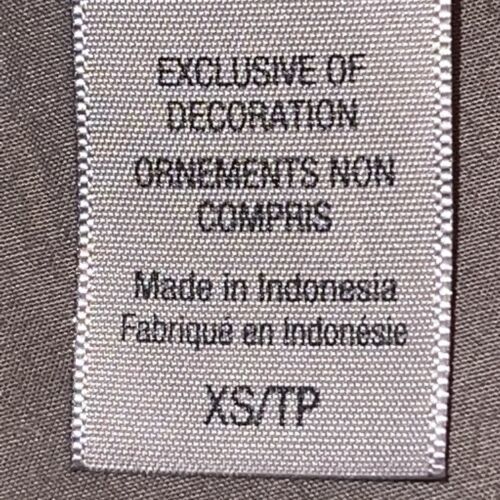 EXCLUSIVE OF
DECORATION
ORNEMENTS NON
COMPRIS
Made in Indonesia
Fabriqué en Indonésie
XS/TP